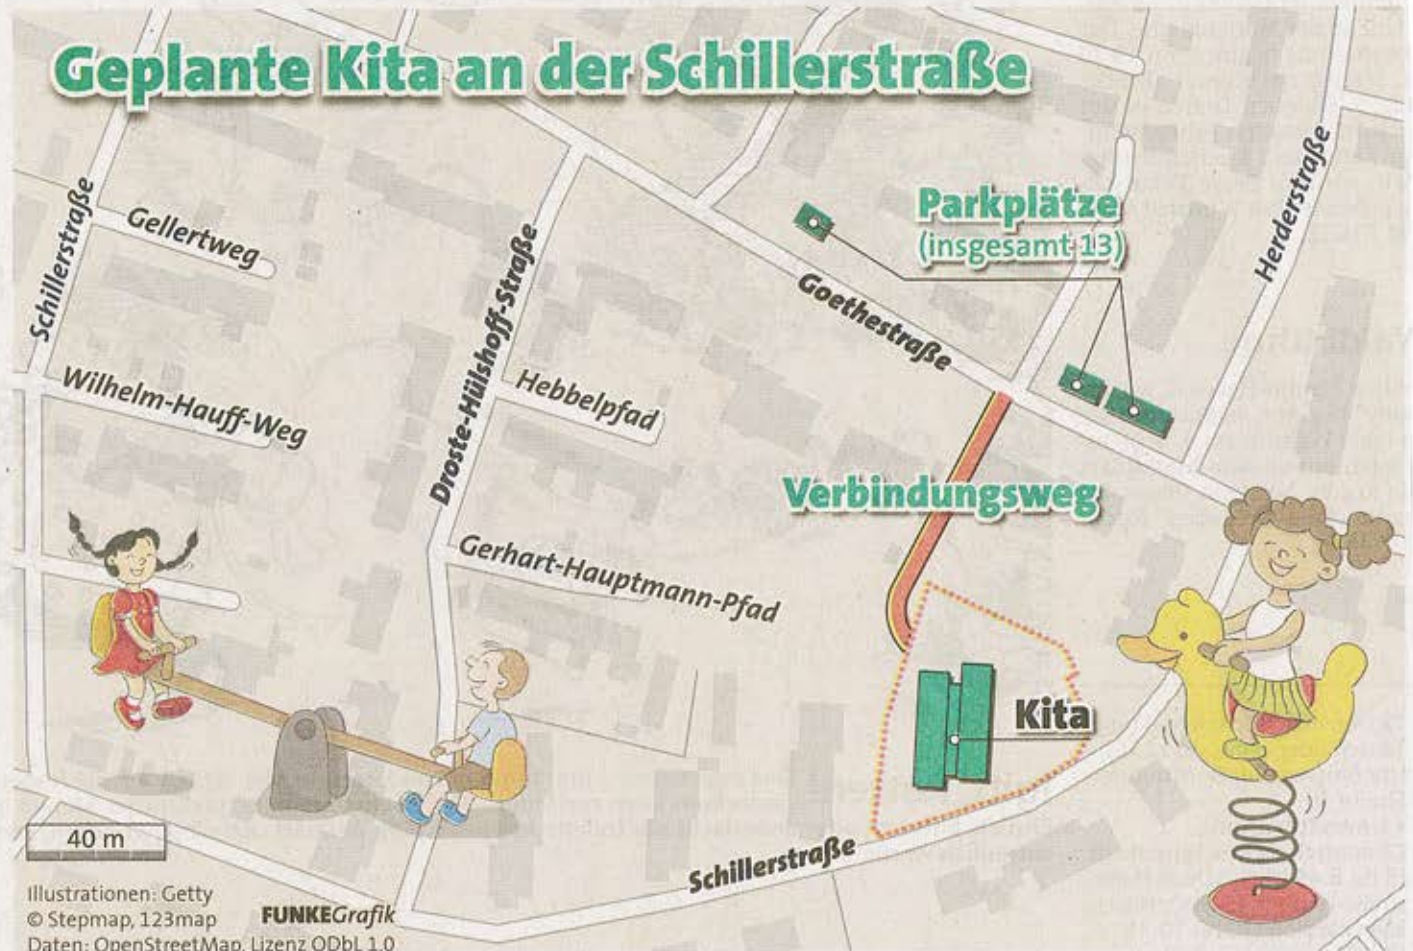 Geplante Kita an der Schillerstraße
Parkplätze
(insgesamt 13)
Herderstraße
Schillerstraße
Gellertweg
Droste-Hülshoff-Straße
Goethestraße
Wilhelm-Hauff-Weg
Hebbelpfad
Verbindungsweg
Gerhart-Hauptmann-Pfad
Kita
40 m
Schillerstraße
Illustrationen: Getty
© Stepmap, 123map
FUNKEGrafik
Daten: OpenStreetMap, Lizenz ODbL 1.0